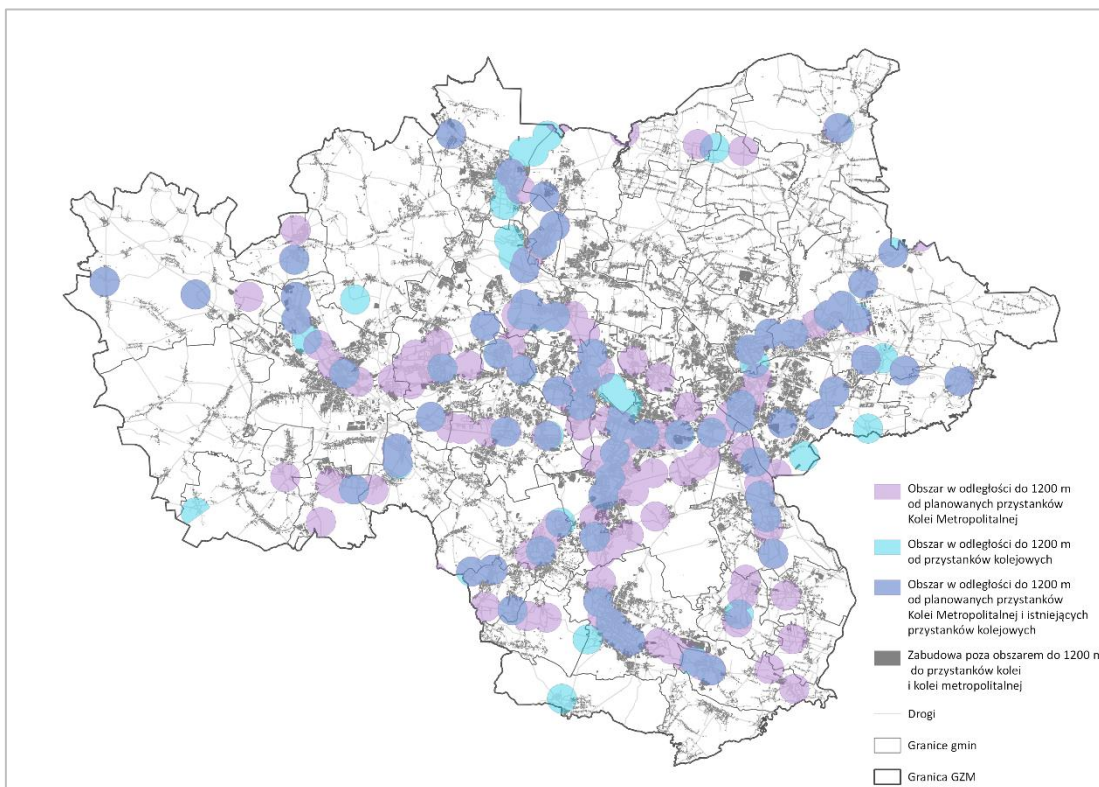 Obszar w odległości do 1200 m
od planowanych przystanków
Kolei Metropolitalnej
Obszar w odległości do 1200 m
od przystanków kolejowych
Obszar w odległości do 1200 m
od planowanych przystanków
Kolei Metropolitalnej i istniejących
przystanków kolejowych
Zabudowa poza obszarem do 1200 m
do przystanków kolei
i kolei metropolitalnej
Drogi
Granice gmin
Granica GZM